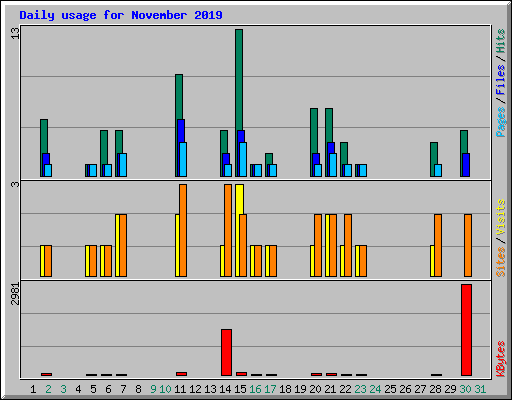 Daily usage for November 2019
13
Pages / Files / Hits
3
Sites / Visits
2981
KBytes
1 2 3 4 5 6 7 8 9 10 11 12 13 14 15 16 17 18 19 20 21 22 23 24 25 26 27 28 29 30 31